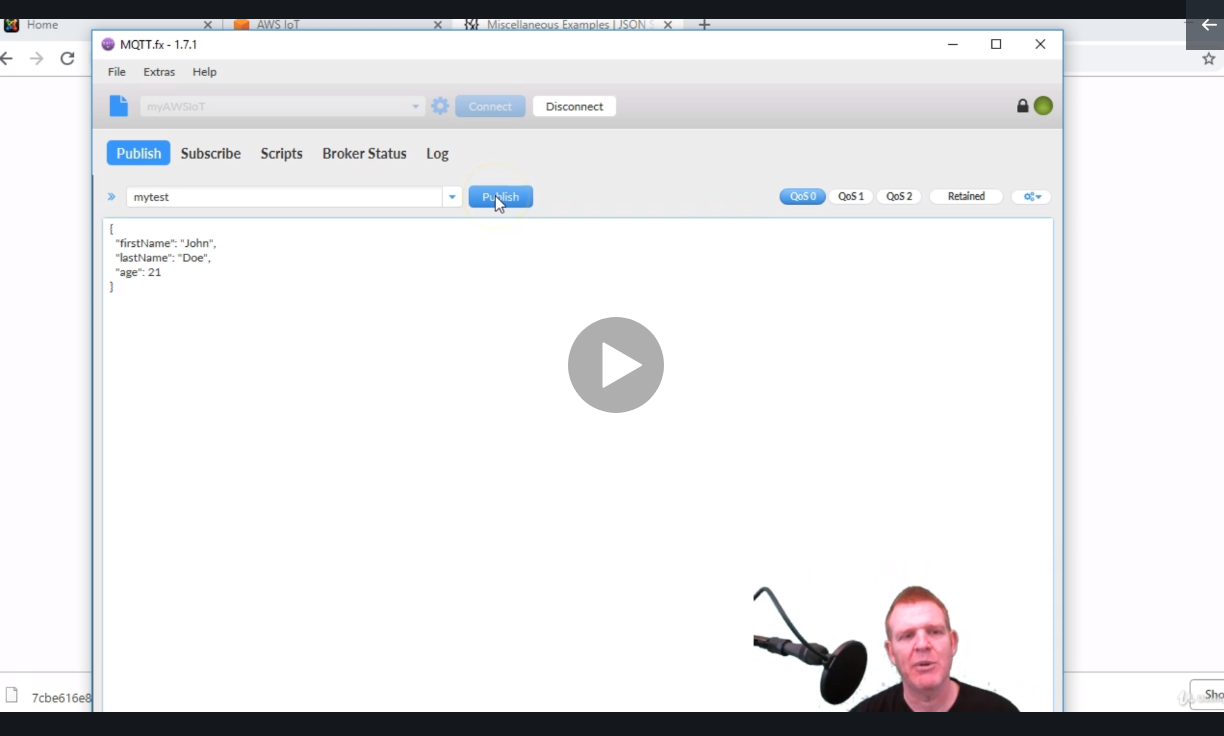 Home
AWS IoT
Miscellaneous Examples | JSON S
MQTT.fx - 1.7.1
File Extras Help
myAWSIoT
Connect
Disconnect
Publish Subscribe Scripts Broker Status Log
mytest
Publish
QoS 0 QoS 1 QoS 2 Retained
{
"firstName": "John",
"lastName": "Doe",
"age": 21
}
7cbe616e8
Sho